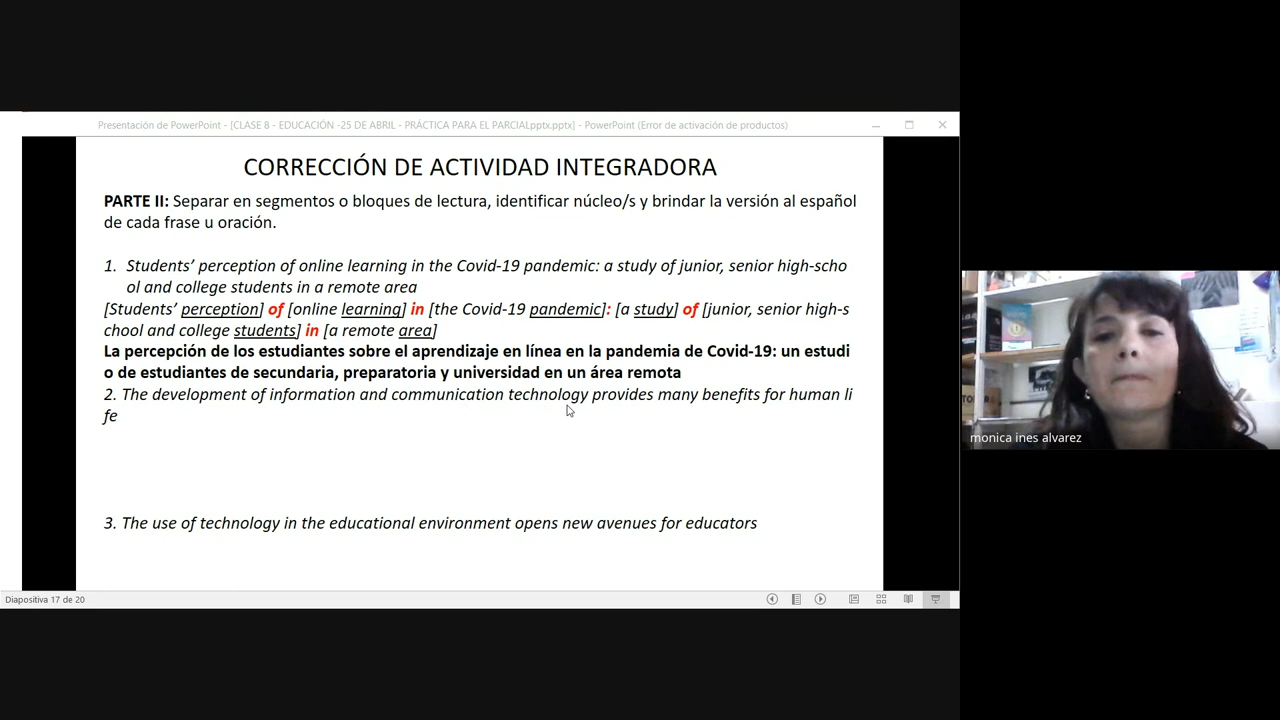 Presentación de PowerPoint - [CLASE 8 - EDUCACIÓN -25 DE ABRIL - PRÁCTICA PARA EL PARCIALpptx.pptx] - PowerPoint (Error de activación de productos)
CORRECCIÓN DE ACTIVIDAD INTEGRADORA
PARTE II: Separar en segmentos o bloques de lectura, identificar núcleo/s y brindar la versión al español
de cada frase u oración.
1. Students’ perception of online learning in the Covid-19 pandemic: a study of junior, senior high-scho
ol and college students in a remote area
[Students’ perception] of [online learning] in [the Covid-19 pandemic]: [a study] of [junior, senior high-s
chool and college students] in [a remote area]
La percepción de los estudiantes sobre el aprendizaje en línea en la pandemia de Covid-19: un estudi
o de estudiantes de secundaria, preparatoria y universidad en un área remota
2. The development of information and communication technology provides many benefits for human li
fe
3. The use of technology in the educational environment opens new avenues for educators
Diapositiva 17 de 20
monica ines alvarez